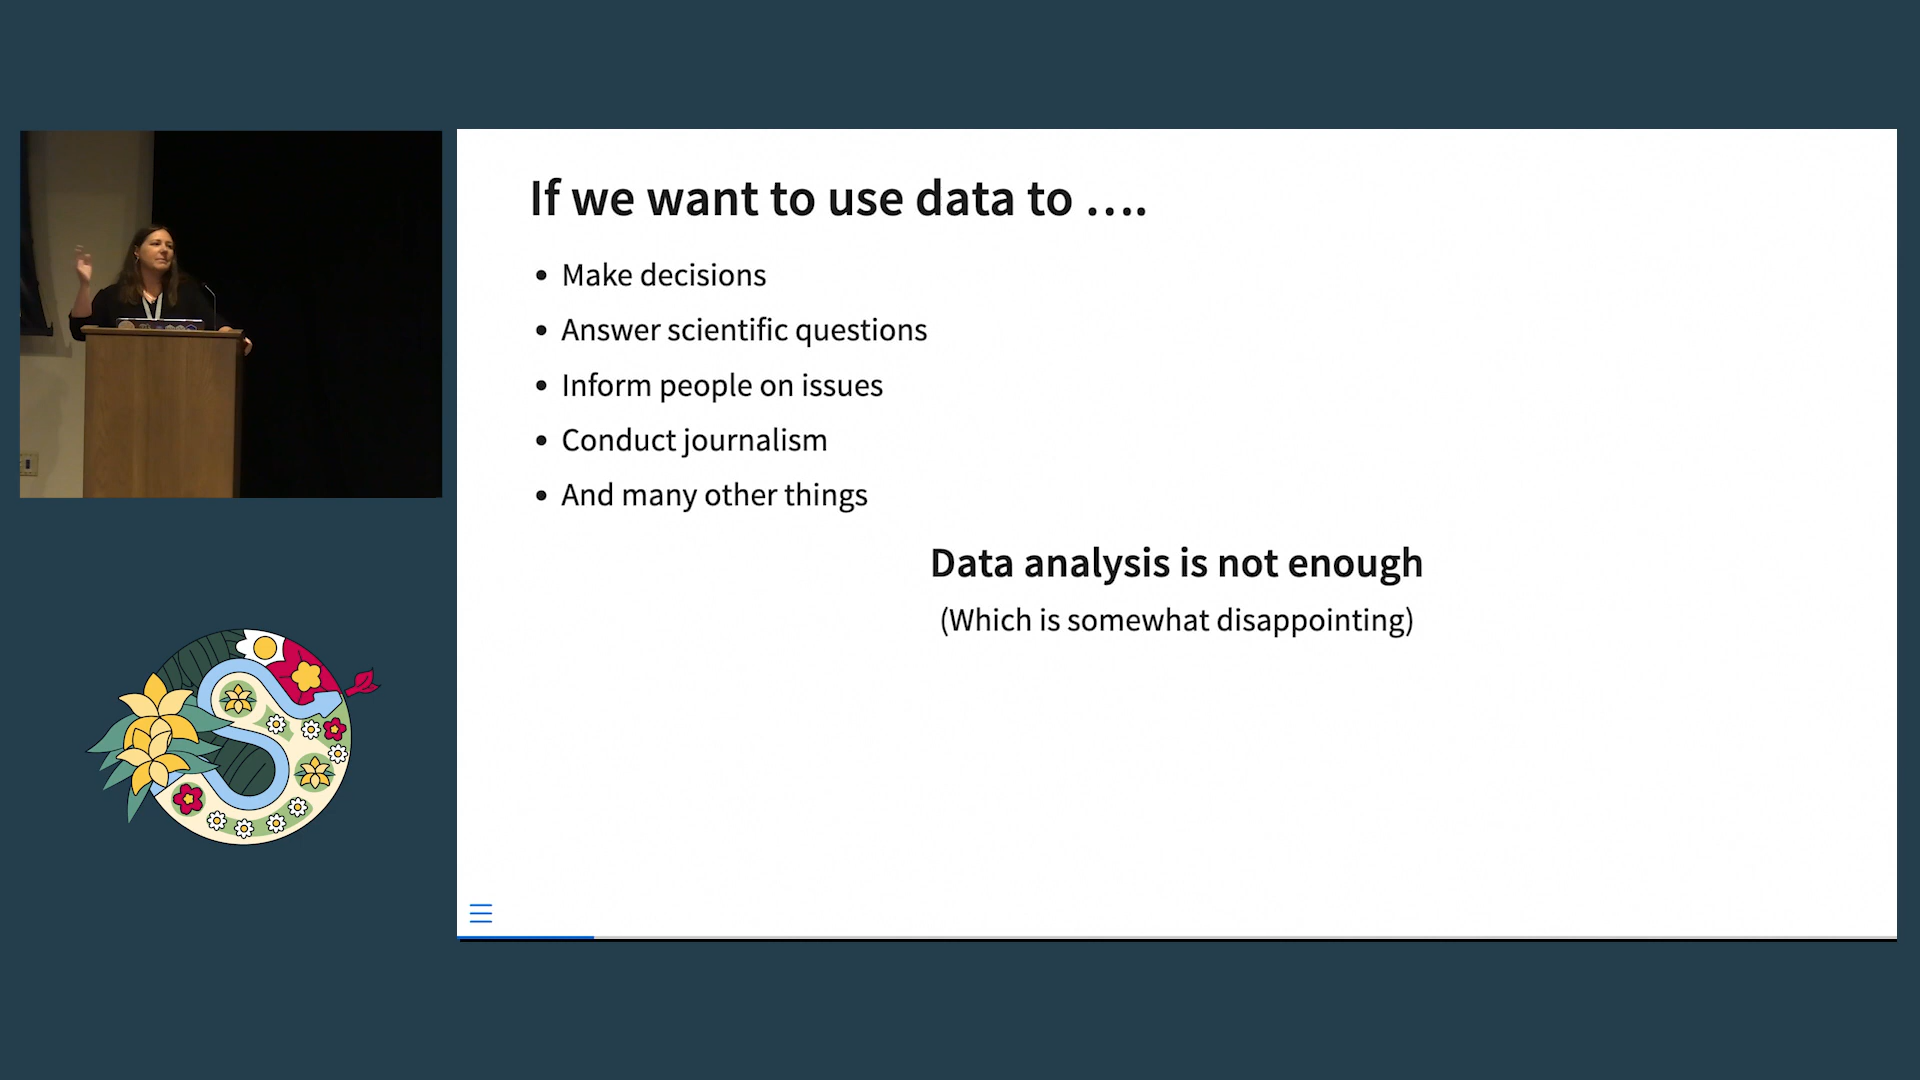 If we want to use data to ....
• Make decisions
• Answer scientific questions
• Inform people on issues
• Conduct journalism
• And many other things
Data analysis is not enough
(Which is somewhat disappointing)